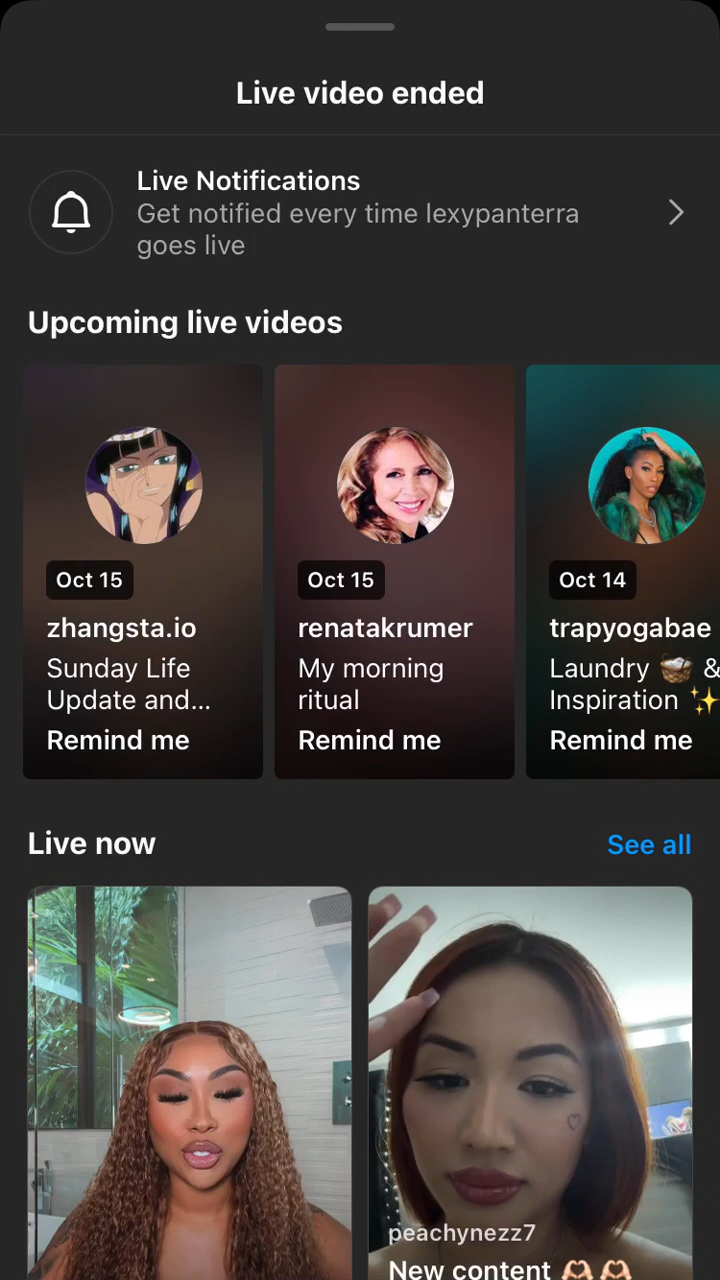 Live video ended
Live Notifications
Get notified every time lexypanterra
goes live
Upcoming live videos
Oct 15
zhangsta.io
Sunday Life
Update and...
Remind me
Oct 15
renatakrumer
My morning
ritual
Remind me
Oct 14
trapyogabae
Laundry 🧺 &
Inspiration ✨
Remind me
Live now
See all
peachynezz7
New content 🫶🏻🫶🏻